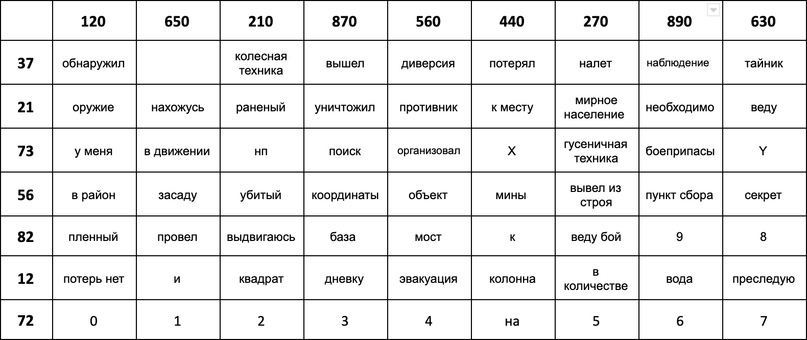 120 650 210 870 560 440 270 890 630
37 обнаружил колесная техника вышел диверсия потерял налет наблюдение тайник
21 оружие нахожусь раненый уничтожил противник к месту мирное население необходимо веду
73 у меня в движении нп поиск организовал X гусеничная техника боеприпасы Y
56 в район засаду убитый координаты объект мины вывел из строя пункт сбора секрет
82 пленный провел выдвигаюсь база мост к веду бой 9 8
12 потерь нет и квадрат дневку эвакуация колонна в количестве вода преследую
72 0 1 2 3 4 на 5 6 7